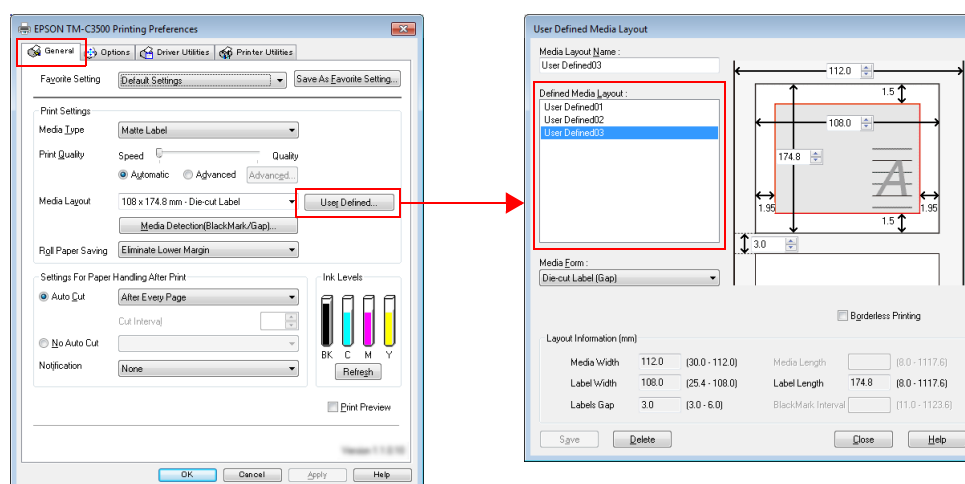 EPSON TM-C3500 Printing Preferences
General Options Driver Utilities Printer Utilities
Favorite Setting Default Settings Save As Favorite Setting...
Print Settings
Media Type Matte Label
Print Quality Speed Quality
Automatic Advanced Advanced...
Media Layout 108 x 174.8 mm - Die-cut Label User Defined...
Media Detection(BlackMark/Gap)...
Roll Paper Saving Eliminate Lower Margin
Settings For Paper Handling After Print
Auto Cut After Every Page
Cut Interval
No Auto Cut
Notification None
Ink Levels
BK C M Y
Refresh
Print Preview
OK Cancel Apply Help
User Defined Media Layout
Media Layout Name :
User Defined03
Defined Media Layout :
User Defined01
User Defined02
User Defined03
Media Form :
Die-cut Label (Gap)
112.0
1.5
108.0
174.8
A
1.95 1.95
1.5
3.0
Borderless Printing
Layout Information (mm)
Media Width 112.0 (30.0 - 112.0) Media Length (8.0 - 1117.6)
Label Width 108.0 (25.4 - 108.0) Label Length 174.8 (8.0 - 1117.6)
Labels Gap 3.0 (3.0 - 6.0) BlackMark Interval (11.0 - 1123.6)
Save Delete Close Help